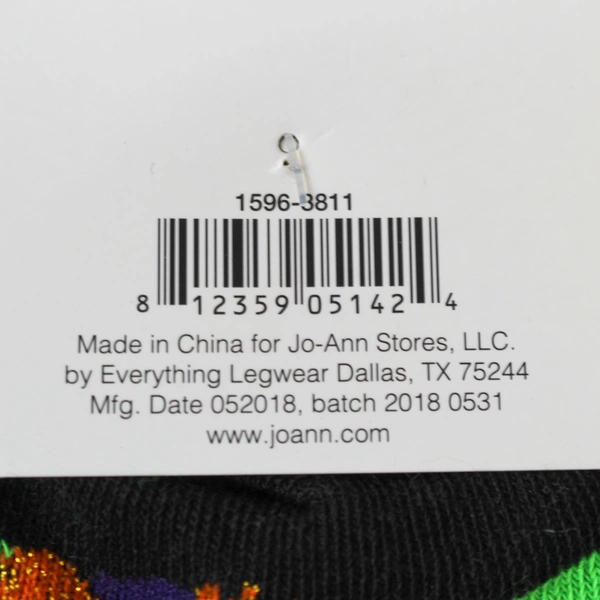 1596-3811
8 12359 05142 4
Made in China for Jo-Ann Stores, LLC.
by Everything Legwear Dallas, TX 75244
Mfg. Date 052018, batch 2018 0531
www.joann.com